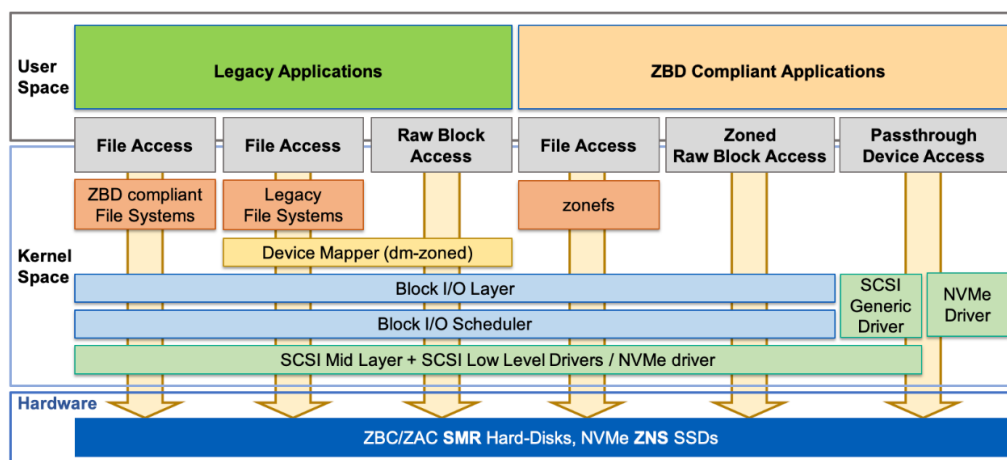 User
Space
Legacy Applications
ZBD Compliant Applications
File Access
File Access
Raw Block
Access
File Access
Zoned
Raw Block Access
Passthrough
Device Access
Kernel
Space
ZBD compliant
File Systems
Legacy
File Systems
zonefs
Device Mapper (dm-zoned)
Block I/O Layer
SCSI
Generic
Driver
NVMe
Driver
Block I/O Scheduler
SCSI Mid Layer + SCSI Low Level Drivers / NVMe driver
Hardware
ZBC/ZAC SMR Hard-Disks, NVMe ZNS SSDs